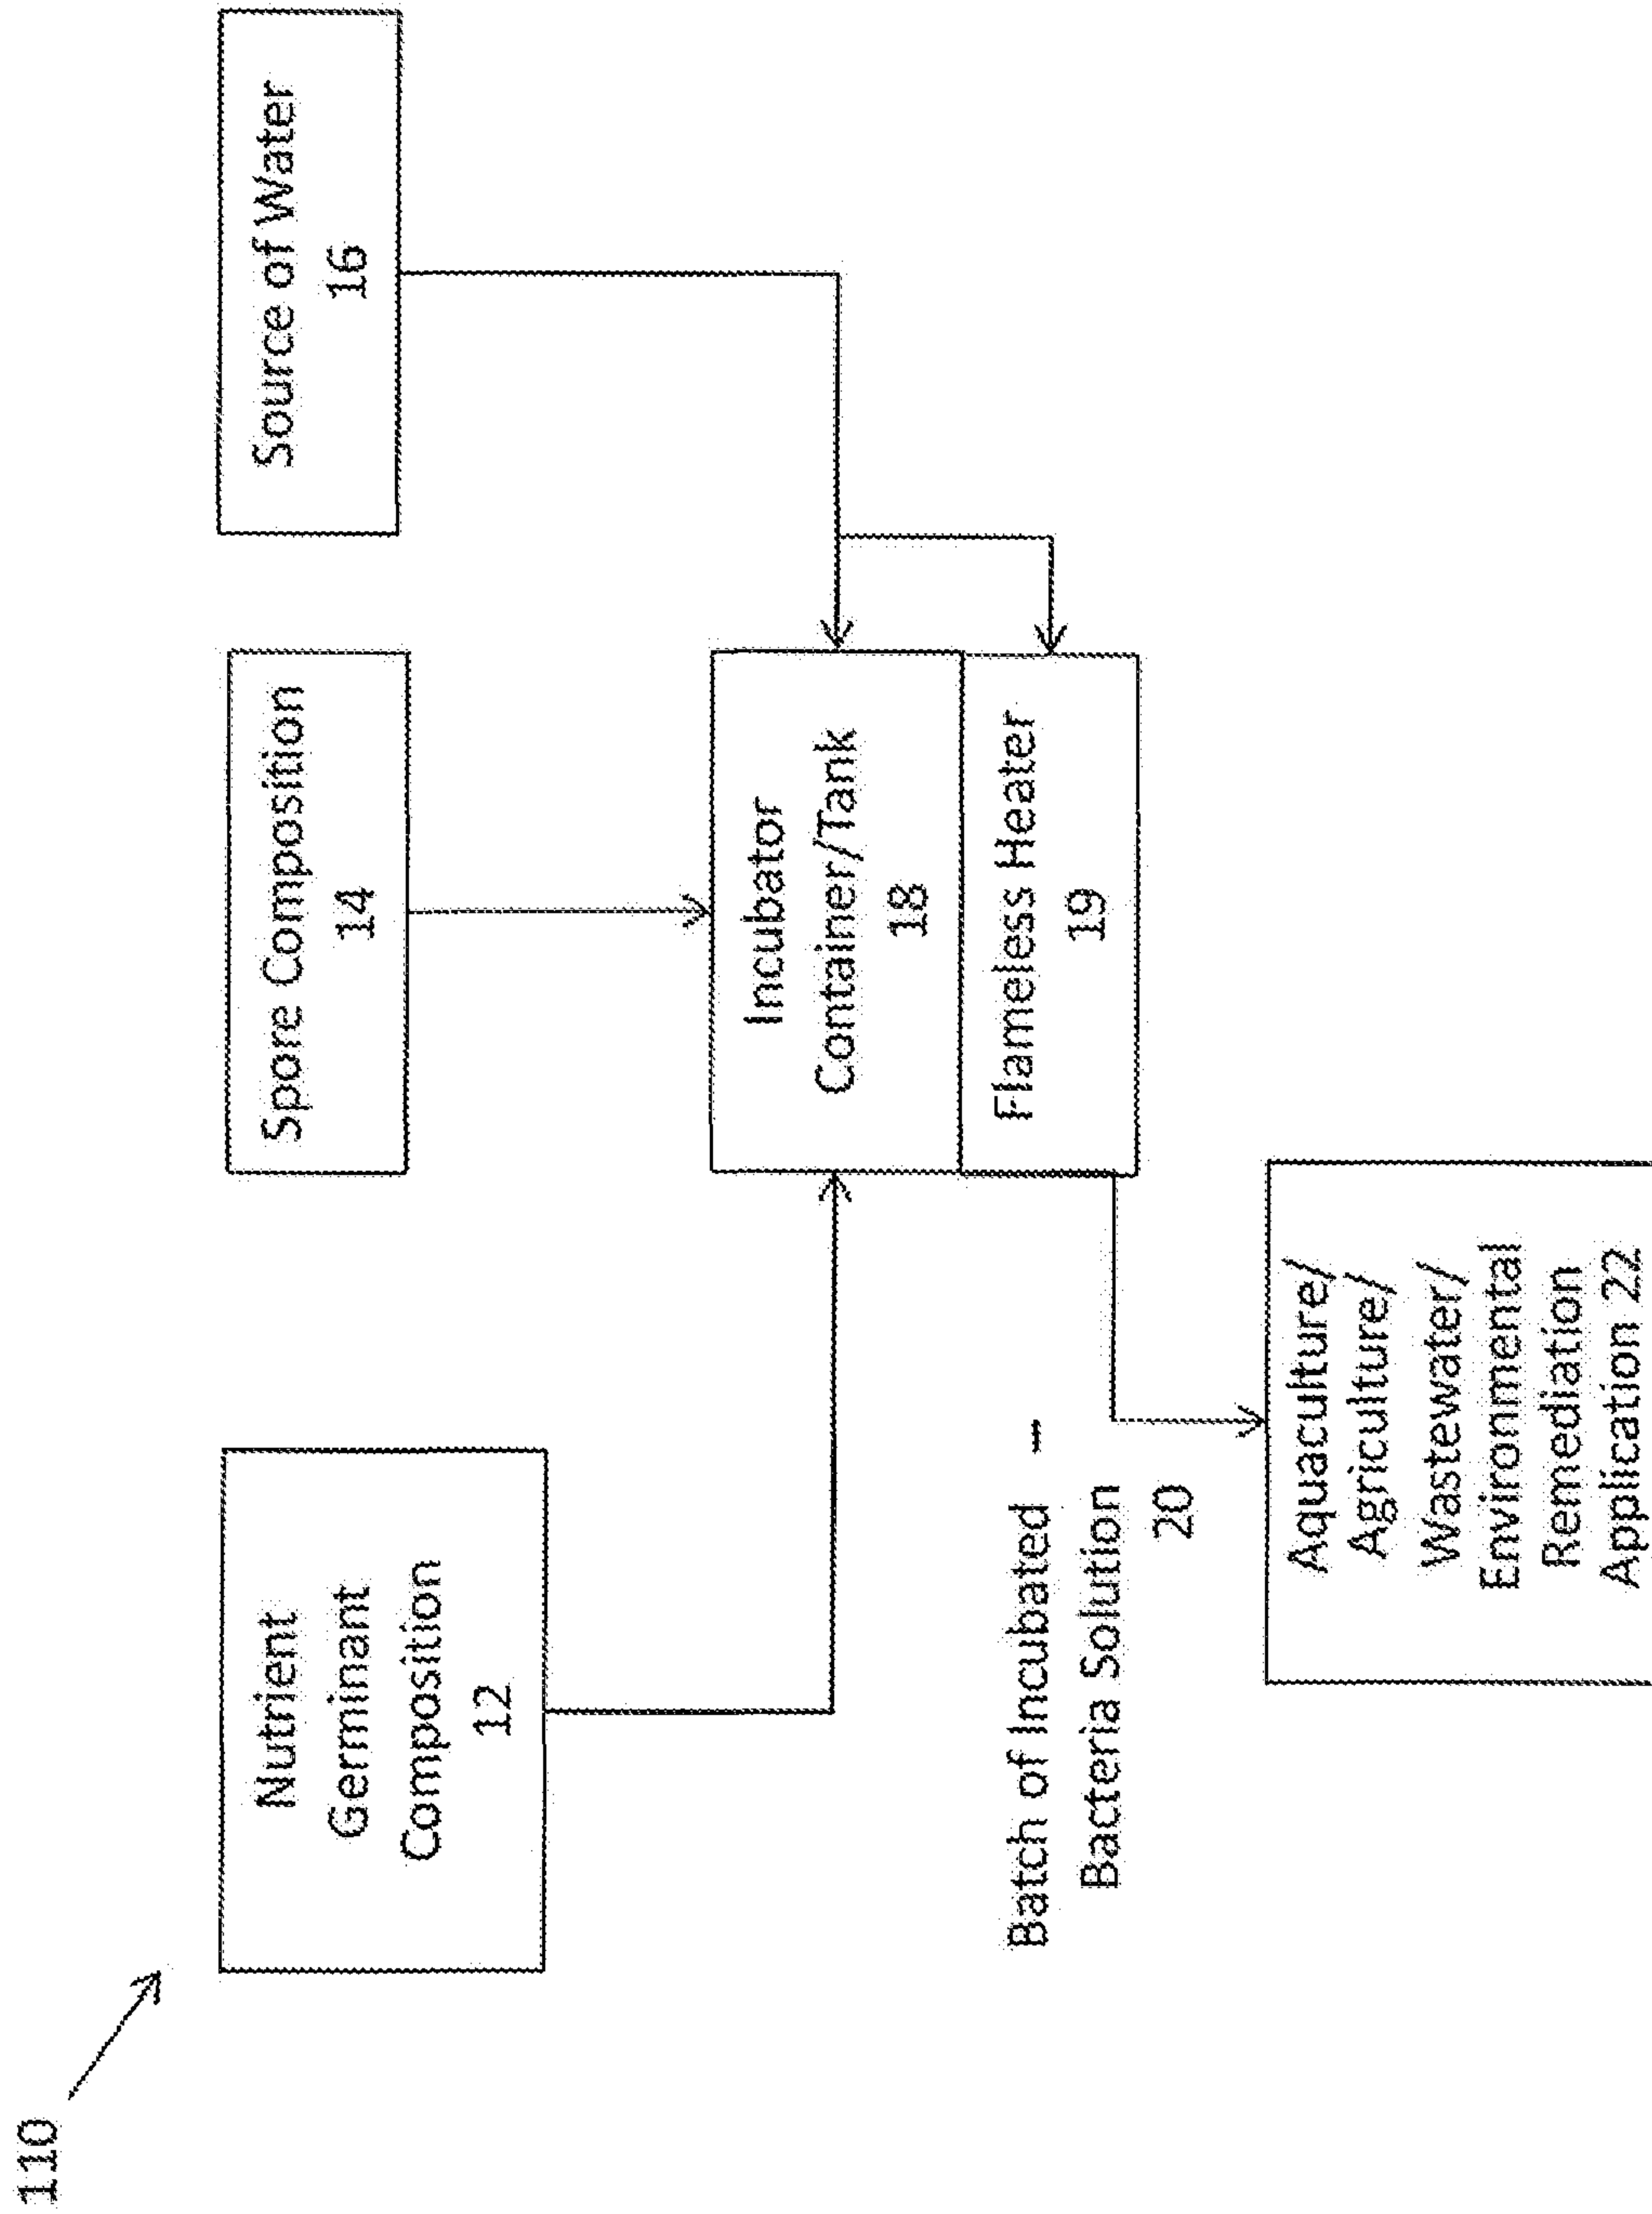 110
Nutrient
Germinant
Composition
12
Spore Composition
14
Source of Water
16
Incubator
Container/Tank
18
Flameless Heater
19
Batch of Incubated –
Bacteria Solution
20
Aquaculture/
Agriculture/
Wastewater/
Environmental
Remediation
Application 22